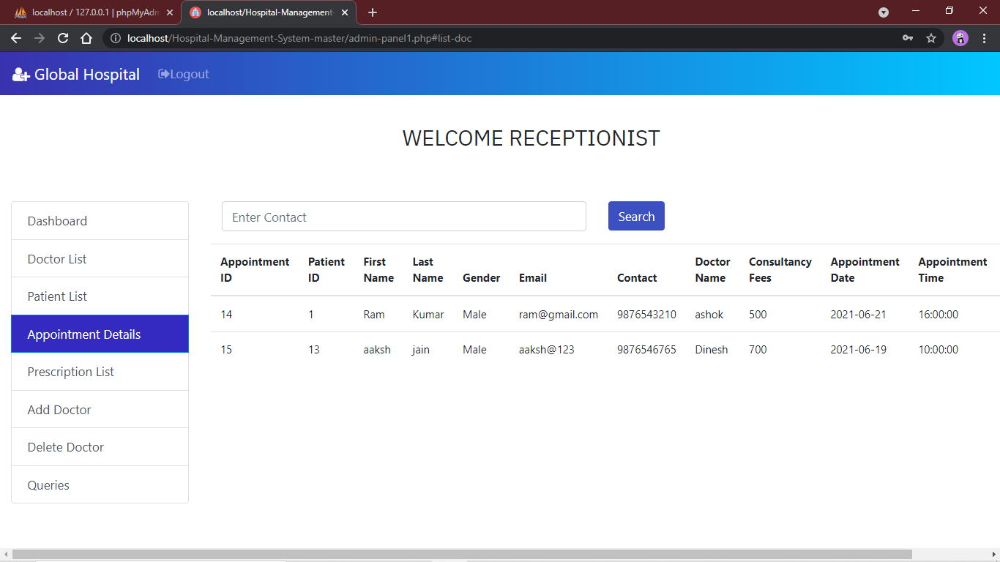 localhost / 127.0.0.1 | phpMyAdm
localhost/Hospital-Management-
localhost/Hospital-Management-System-master/admin-panel1.php#list-doc
Global Hospital Logout
WELCOME RECEPTIONIST
Dashboard
Doctor List
Patient List
Appointment Details
Prescription List
Add Doctor
Delete Doctor
Queries
Enter Contact Search
Appointment ID Patient ID First Name Last Name Gender Email Contact Doctor Name Consultancy Fees Appointment Date Appointment Time
14 1 Ram Kumar Male ram@gmail.com 9876543210 ashok 500 2021-06-21 16:00:00
15 13 aaksh jain Male aaksh@123 9876546765 Dinesh 700 2021-06-19 10:00:00